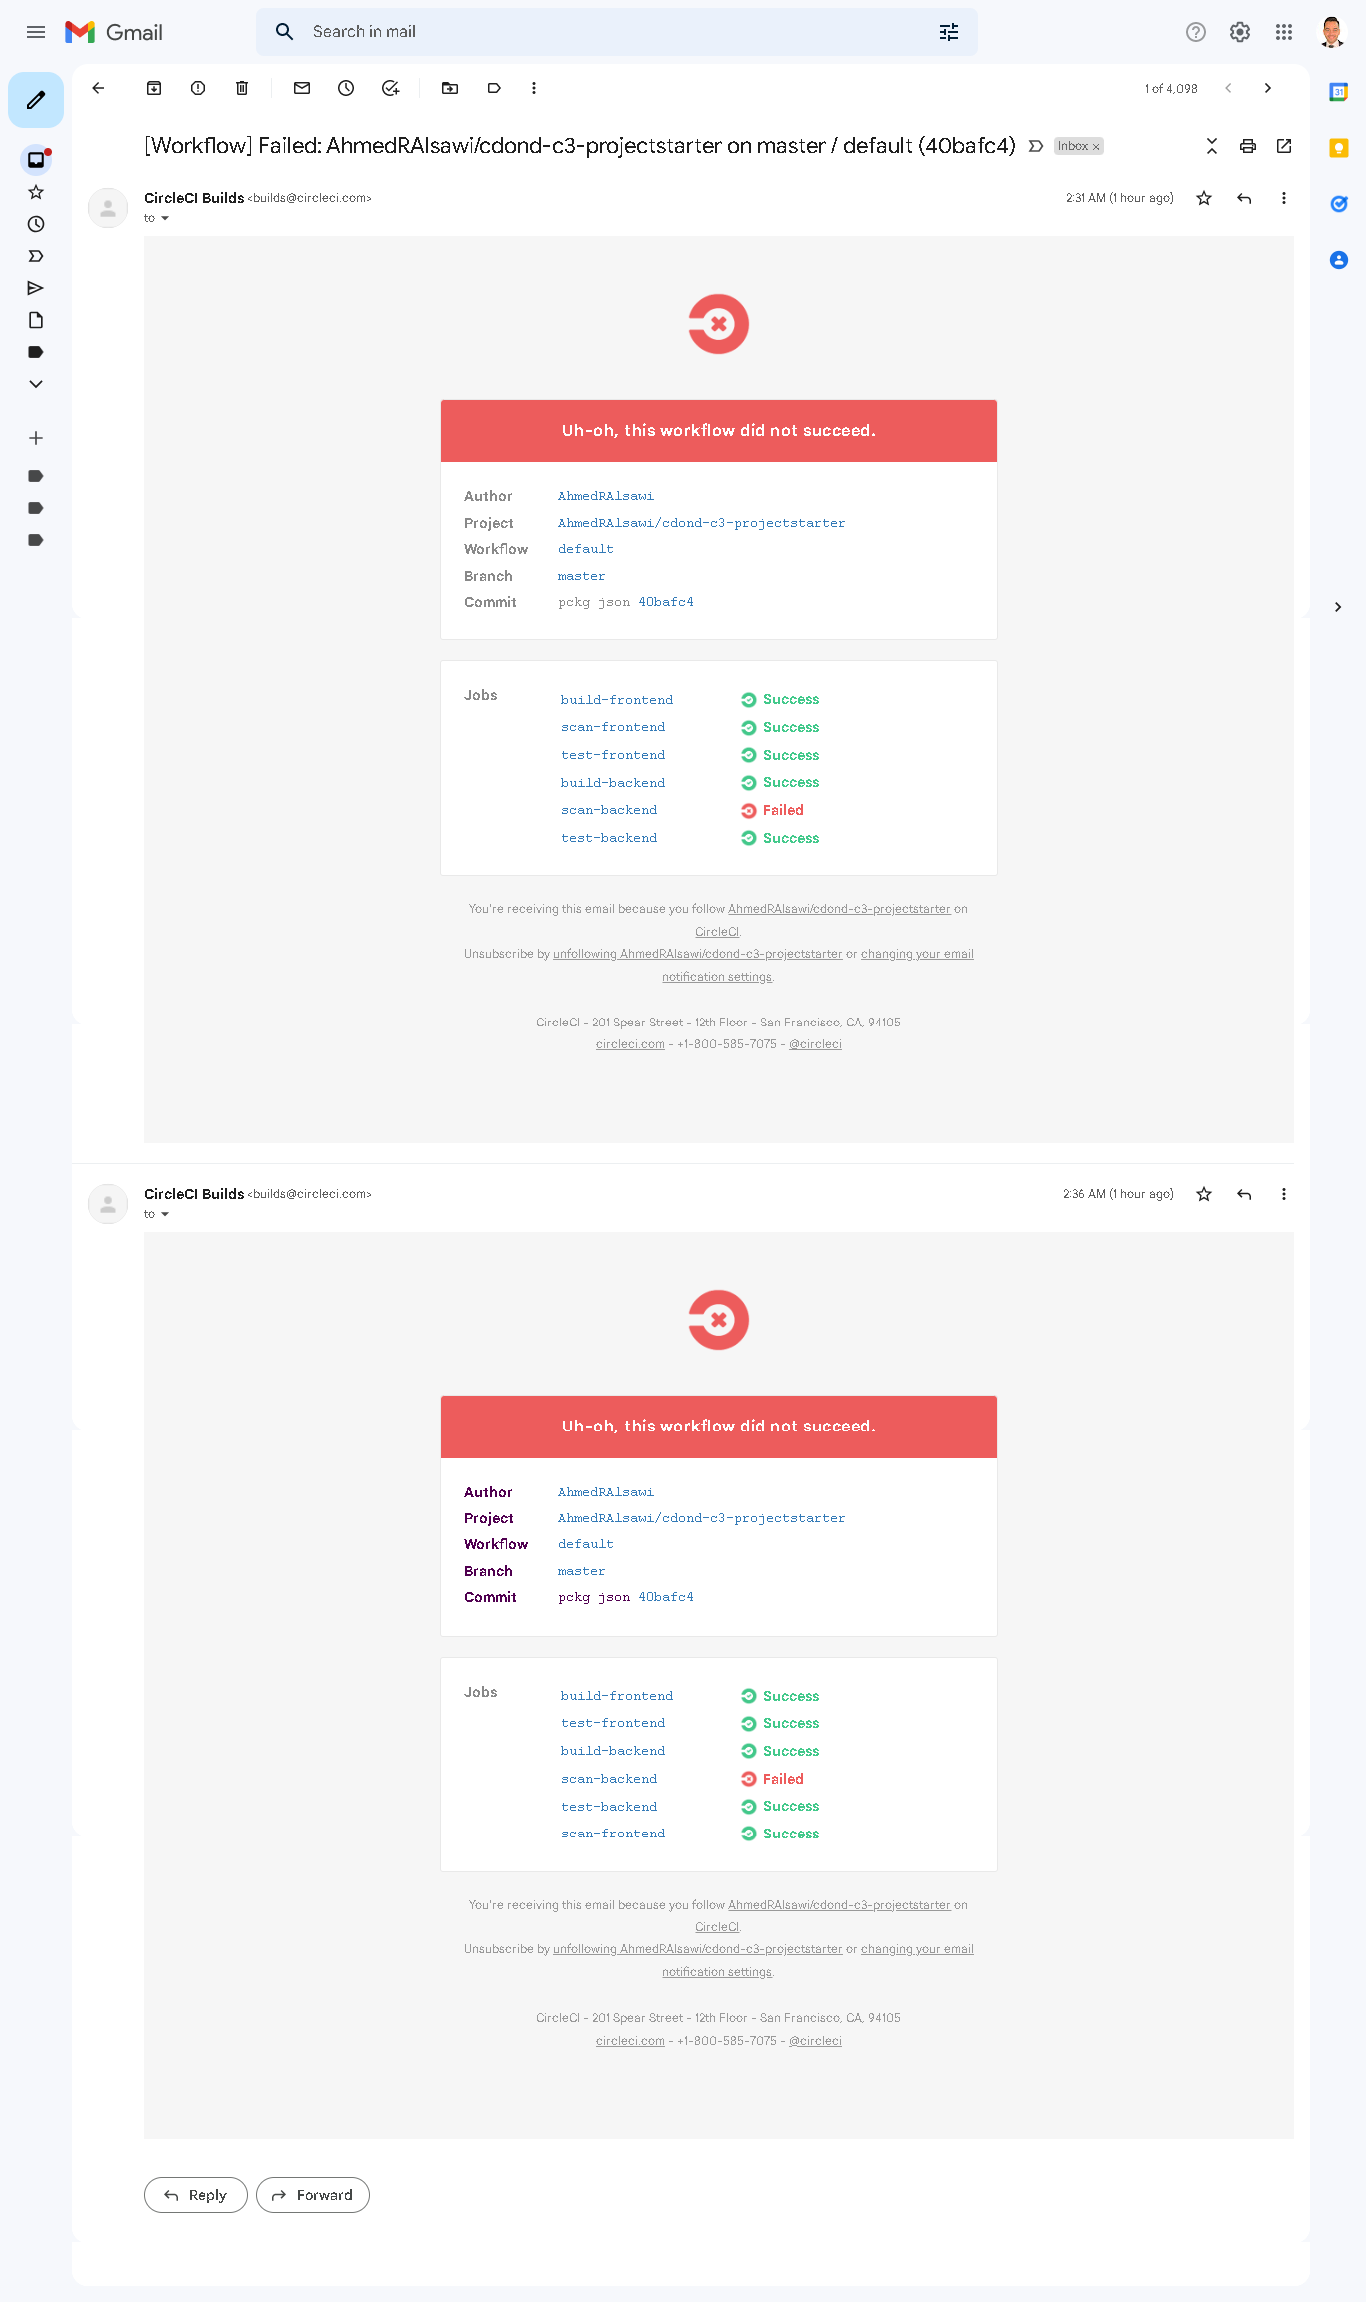 Gmail
Search in mail
1 of 4,098
31
[Workflow] Failed: AhmedRAlsawi/cdond-c3-projectstarter on master / default (40bafc4)
Inbox ×
CircleCI Builds <builds@circleci.com>
2:31 AM (1 hour ago)
to
Uh-oh, this workflow did not succeed.
Author AhmedRAlsawi
Project AhmedRAlsawi/cdond-c3-projectstarter
Workflow default
Branch master
Commit pckg json 40bafc4
Jobs build-frontend Success
scan-frontend Success
test-frontend Success
build-backend Success
scan-backend Failed
test-backend Success
You're receiving this email because you follow AhmedRAlsawi/cdond-c3-projectstarter on
CircleCI.
Unsubscribe by unfollowing AhmedRAlsawi/cdond-c3-projectstarter or changing your email
notification settings.
CircleCI - 201 Spear Street - 12th Floor - San Francisco, CA, 94105
circleci.com - +1-800-585-7075 - @circleci
CircleCI Builds <builds@circleci.com>
2:36 AM (1 hour ago)
to
Uh-oh, this workflow did not succeed.
Author AhmedRAlsawi
Project AhmedRAlsawi/cdond-c3-projectstarter
Workflow default
Branch master
Commit pckg json 40bafc4
Jobs build-frontend Success
test-frontend Success
build-backend Success
scan-backend Failed
test-backend Success
scan-frontend Success
You're receiving this email because you follow AhmedRAlsawi/cdond-c3-projectstarter on
CircleCI.
Unsubscribe by unfollowing AhmedRAlsawi/cdond-c3-projectstarter or changing your email
notification settings.
CircleCI - 201 Spear Street - 12th Floor - San Francisco, CA, 94105
circleci.com - +1-800-585-7075 - @circleci
Reply
Forward